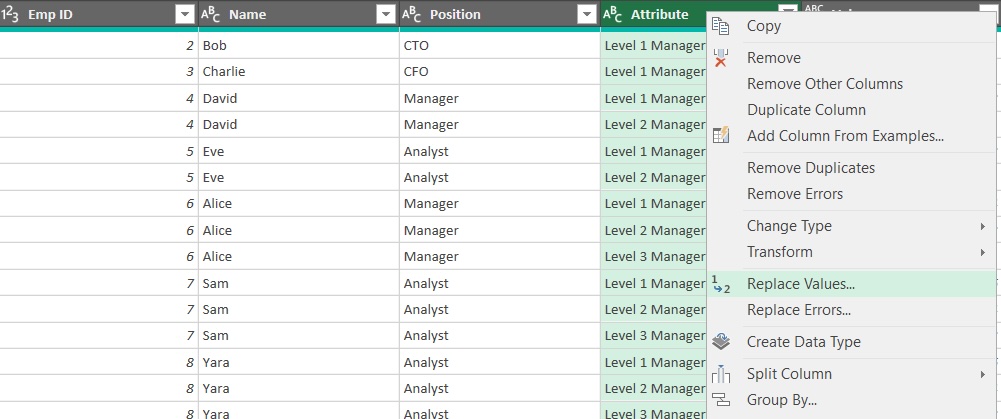 1 2 3 Emp ID A B C Name A B C Position A B C Attribute ABC
2 Bob CTO Level 1 Manager
3 Charlie CFO Level 1 Manager
4 David Manager Level 1 Manager
4 David Manager Level 2 Manager
5 Eve Analyst Level 1 Manager
5 Eve Analyst Level 2 Manager
6 Alice Manager Level 1 Manager
6 Alice Manager Level 2 Manager
6 Alice Manager Level 3 Manager
7 Sam Analyst Level 1 Manager
7 Sam Analyst Level 2 Manager
7 Sam Analyst Level 3 Manager
8 Yara Analyst Level 1 Manager
8 Yara Analyst Level 2 Manager
8 Yara Analyst Level 3 Manager
Copy
Remove
Remove Other Columns
Duplicate Column
Add Column From Examples...
Remove Duplicates
Remove Errors
Change Type
Transform
1 2 Replace Values...
Replace Errors...
Create Data Type
Split Column
Group By...